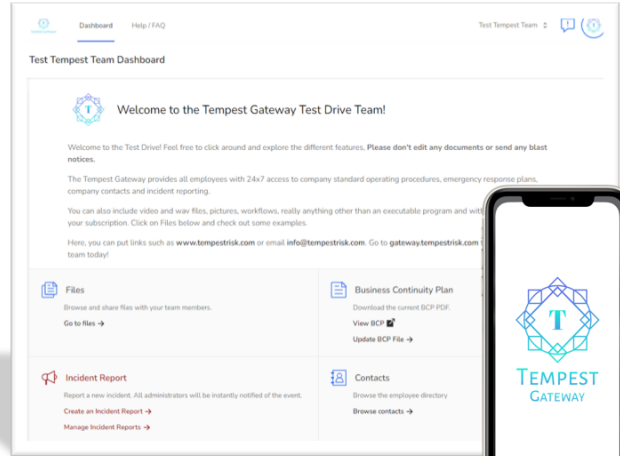 Dashboard Help / FAQ Test Tempest Team
Test Tempest Team Dashboard
T
Welcome to the Tempest Gateway Test Drive Team!
Welcome to the Test Drive! Feel free to click around and explore the different features, Please don't edit any documents or send any blast
notices.
The Tempest Gateway provides all employees with 24x7 access to company standard operating procedures, emergency response plans,
company contacts and incident reporting.
You can also include video and wav files, pictures, workflows, really anything other than an executable program and
your subscription. Click on Files below and check out some examples.
Here, you can put links such as www.tempestrisk.com or email info@tempestrisk.com. Go to gateway.tempestrisk.com
team today!
Files
Browse and share files with your team members.
Go to files →
Business Continuity Plan
Download the current BCP PDF.
View BCP
Update BCP File →
Incident Report
Report a new incident. All administrators will be instantly notified of the event.
Create an Incident Report →
Manage Incident Reports →
Contacts
Browse the employee directory
Browse contacts →
T
TEMPEST
GATEWAY